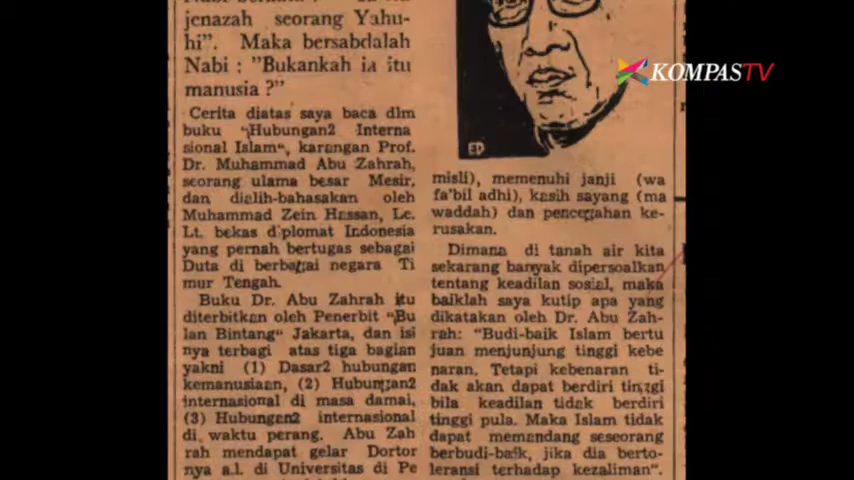 jenazah seorang Yahu-
hi". Maka bersabdalah
Nabi : "Bukankah ia itu
manusia ?"
Cerita diatas saya baca dlm
buku "Hubungan2 Interna
sional Islam", karangan Prof.
Dr. Muhammad Abu Zahrah,
seorang ulama besar Mesir,
dan dialih-bahasakan oleh
Muhammad Zein Hassan, Lc.
Lt. bekas diplomat Indonesia
yang pernah bertugas sebagai
Duta di berbagai negara Ti
mur Tengah.
Buku Dr. Abu Zahrah itu
diterbitkan oleh Penerbit "Bu
lan Bintang" Jakarta, dan isi
nya terbagi atas tiga bagian
yakni (1) Dasar2 hubungan
kemanusiaan, (2) Hubungan2
internasional di masa damai,
(3) Hubungan2 internasional
di waktu perang. Abu Zah
rah mendapat gelar Dortor
nya a.l. di Universitas di Pe
ED
misli), memenuhi janji (wa
fa'bil adhi), kasih sayang (ma
waddah) dan pencegahan ke-
rusakan.
Dimana di tanah air kita
sekarang banyak dipersoalkan
tentang keadilan sosial, maka
baiklah saya kutip apa yang
dikatakan oleh Dr. Abu Zah-
rah: "Budi-baik Islam bertu
juan menjunjung tinggi kebe
naran. Tetapi kebenaran ti-
dak akan dapat berdiri tinggi
bila keadilan tidak berdiri
tinggi pula. Maka Islam tidak
dapat memandang seseorang
berbudi-baik, jika dia berto-
leransi terhadap kezaliman".
KOMPASTV